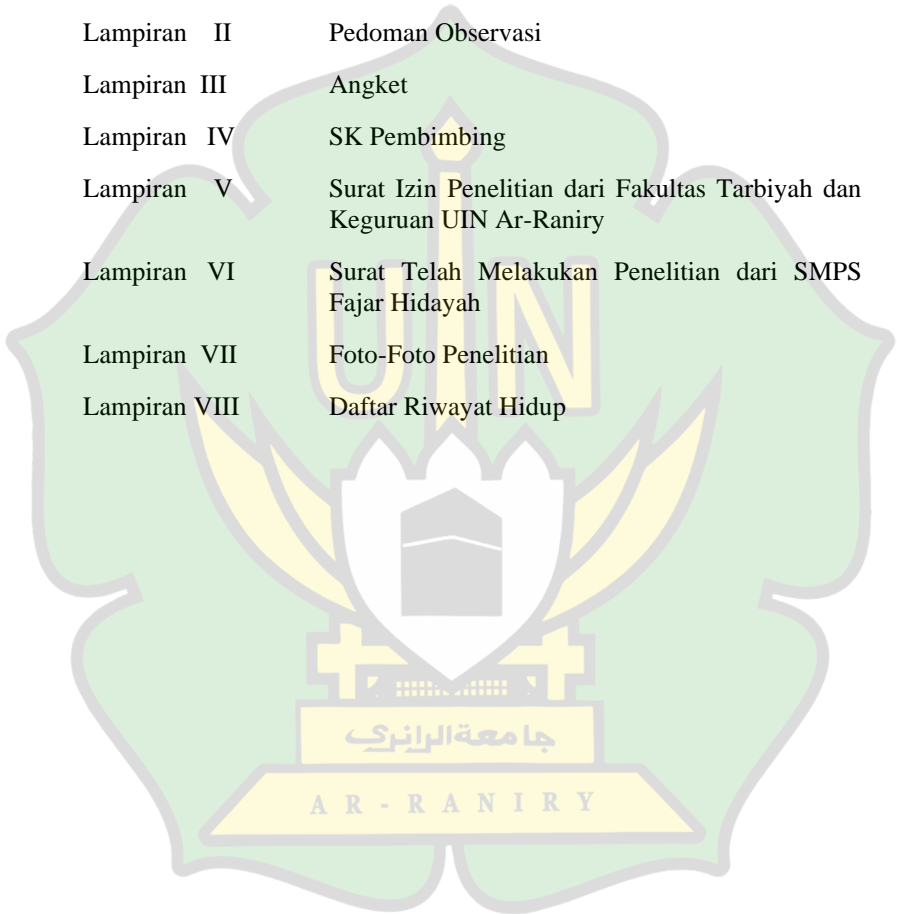 Lampiran II Pedoman Observasi
Lampiran III Angket
Lampiran IV SK Pembimbing
Lampiran V Surat Izin Penelitian dari Fakultas Tarbiyah dan
Keguruan UIN Ar-Raniry
Lampiran VI Surat Telah Melakukan Penelitian dari SMPS
Fajar Hidayah
Lampiran VII Foto-Foto Penelitian
Lampiran VIII Daftar Riwayat Hidup
UIN
جامعةالرانري
AR-RANIRY